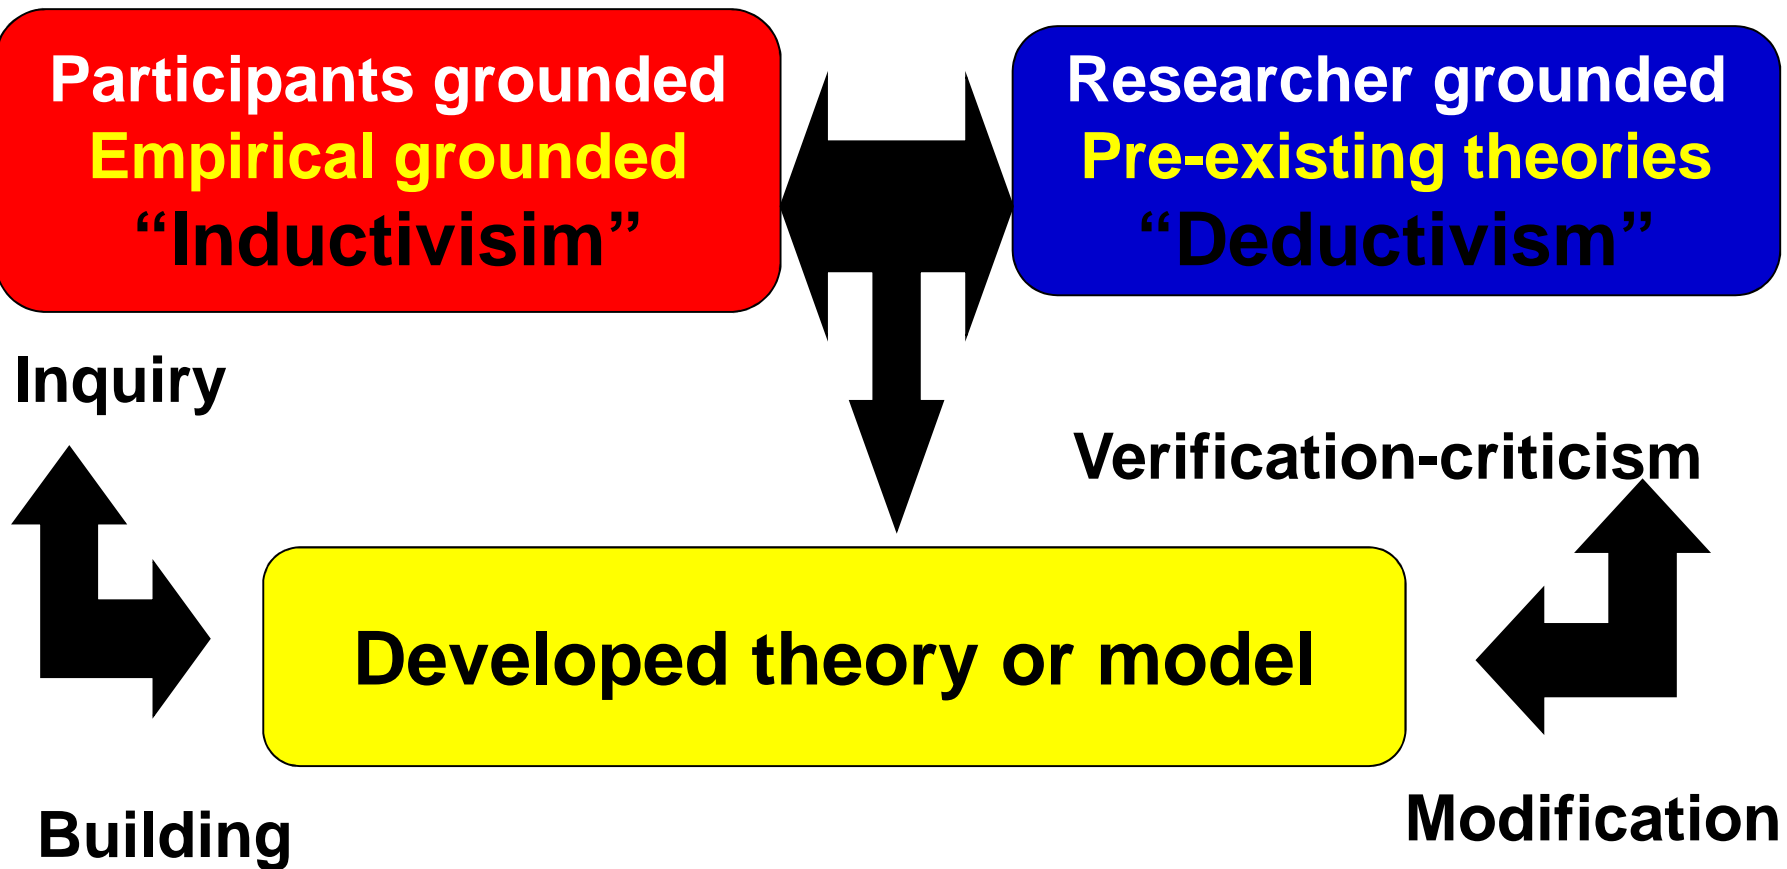 Participants grounded
Empirical grounded
“Inductivisim”
Researcher grounded
Pre-existing theories
“Deductivism”
Inquiry
Verification-criticism
Developed theory or model
Building
Modification